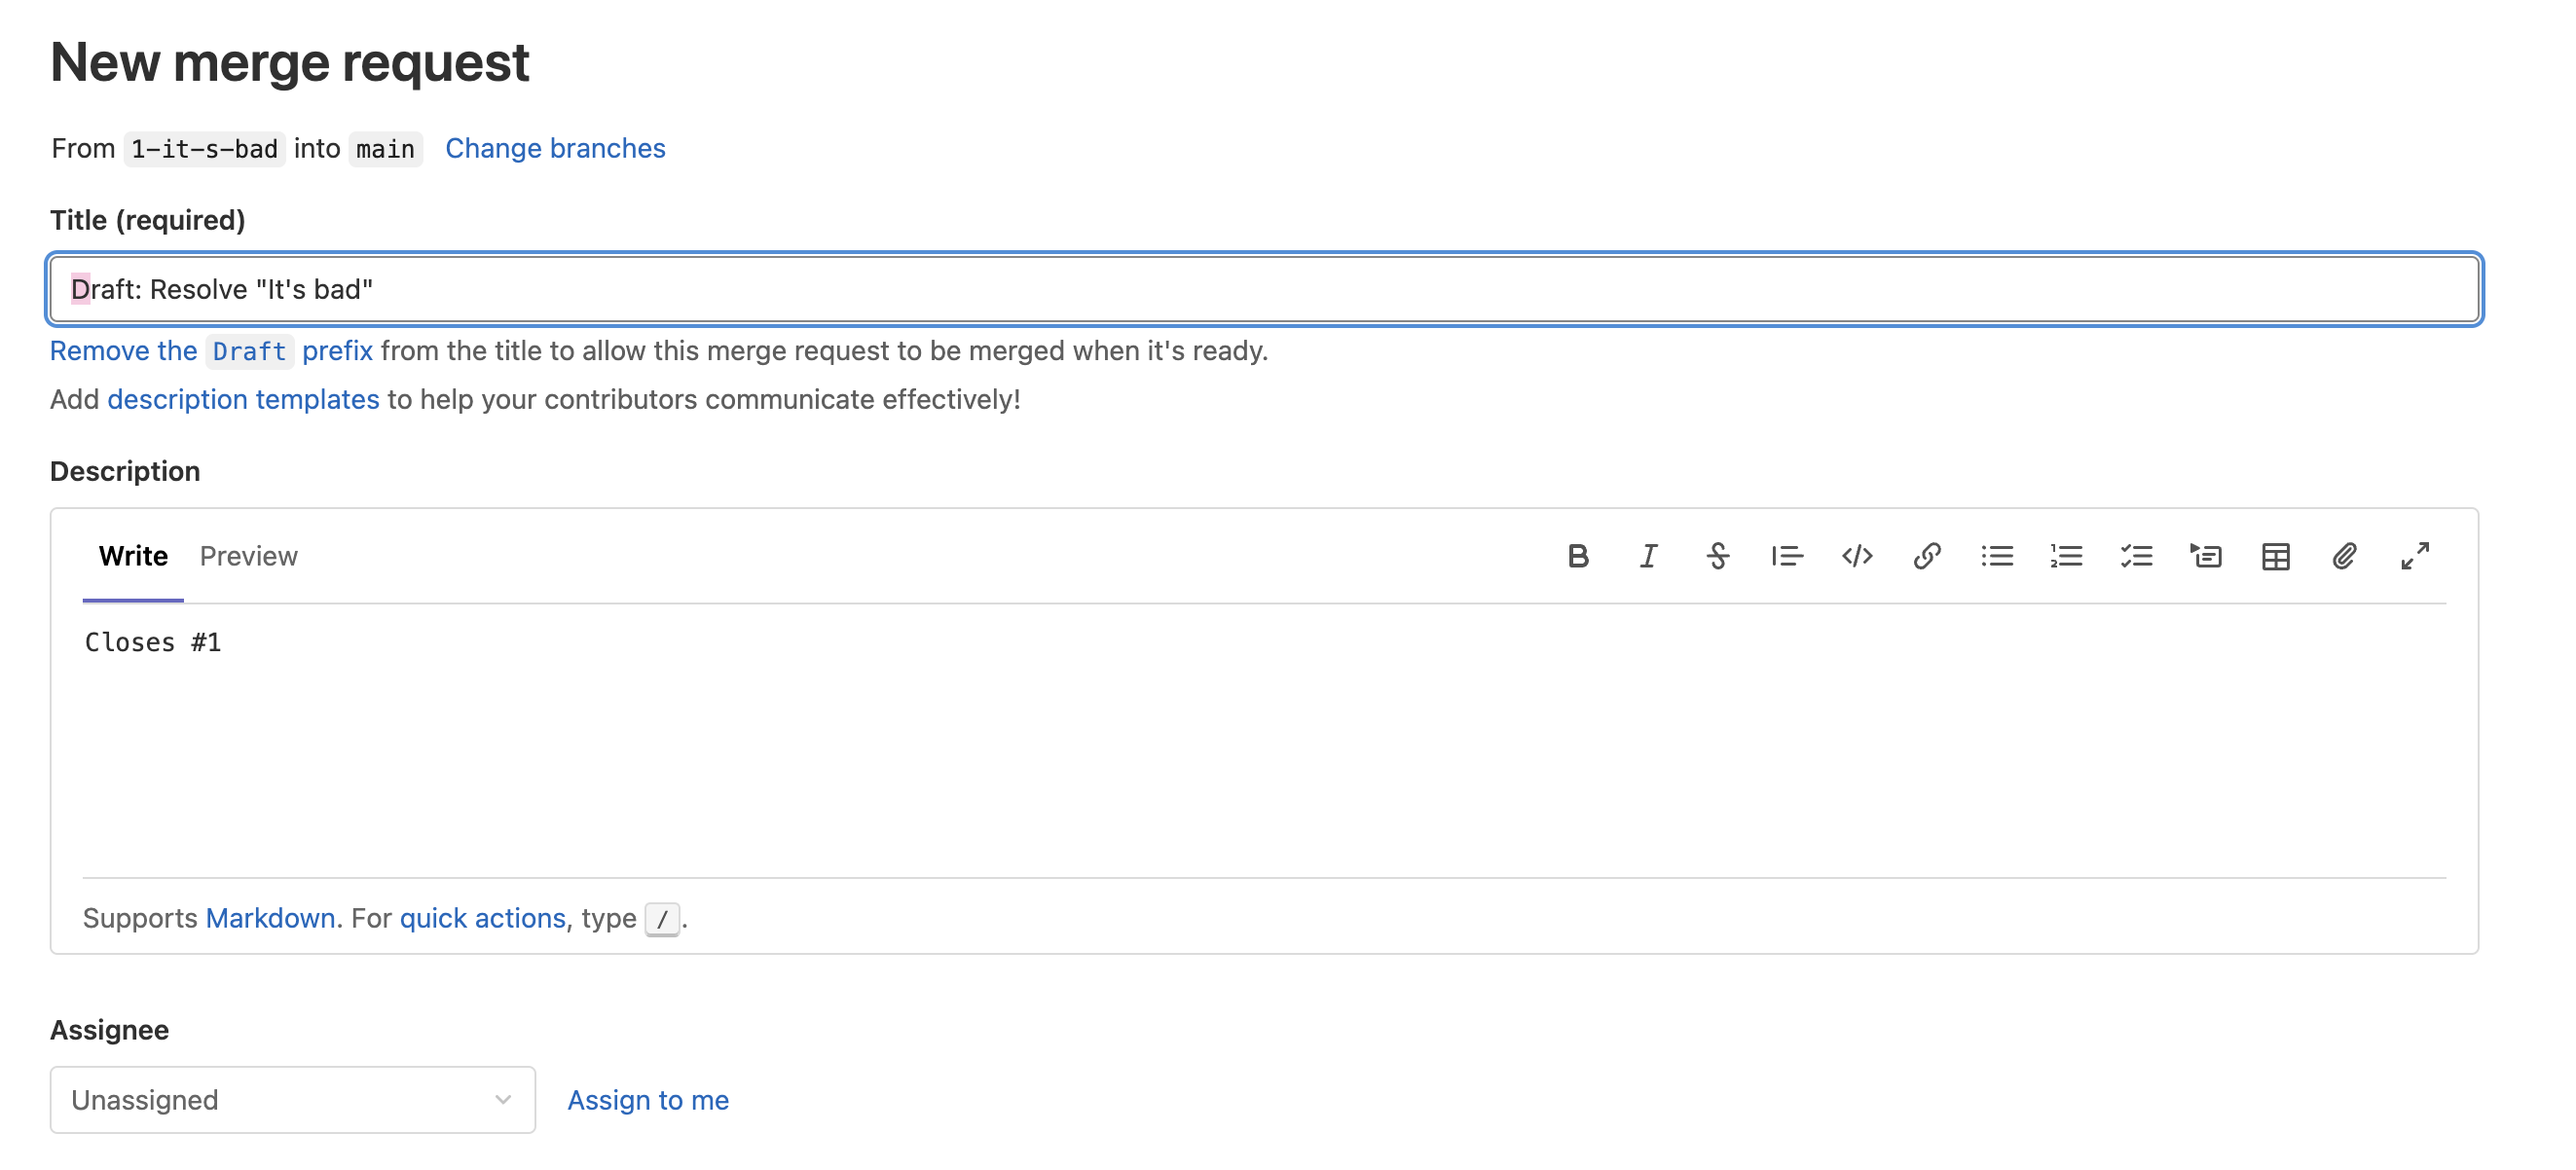 New merge request
From 1-it-s-bad into main Change branches
Title (required)
Draft: Resolve "It's bad"
Remove the Draft prefix from the title to allow this merge request to be merged when it's ready.
Add description templates to help your contributors communicate effectively!
Description
Write Preview
Closes #1
Supports Markdown. For quick actions, type /.
Assignee
Unassigned Assign to me